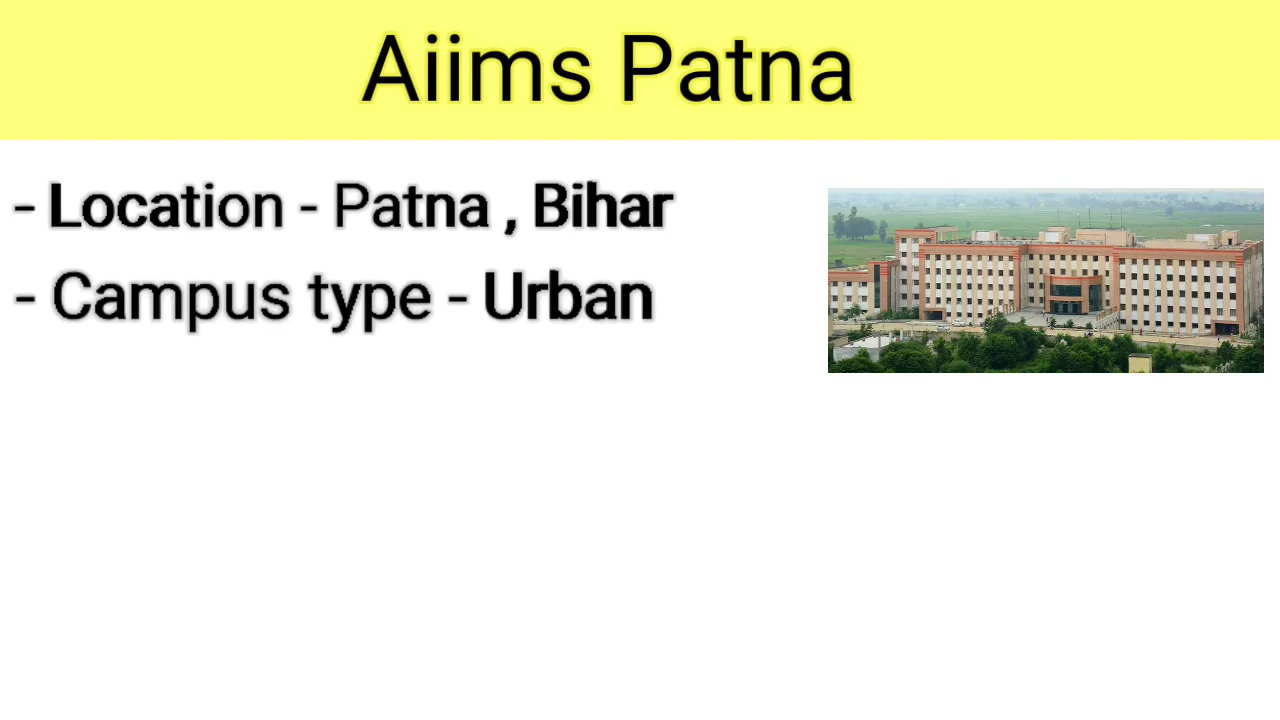 Aiims Patna
- Location - Patna , Bihar
- Campus type - Urban